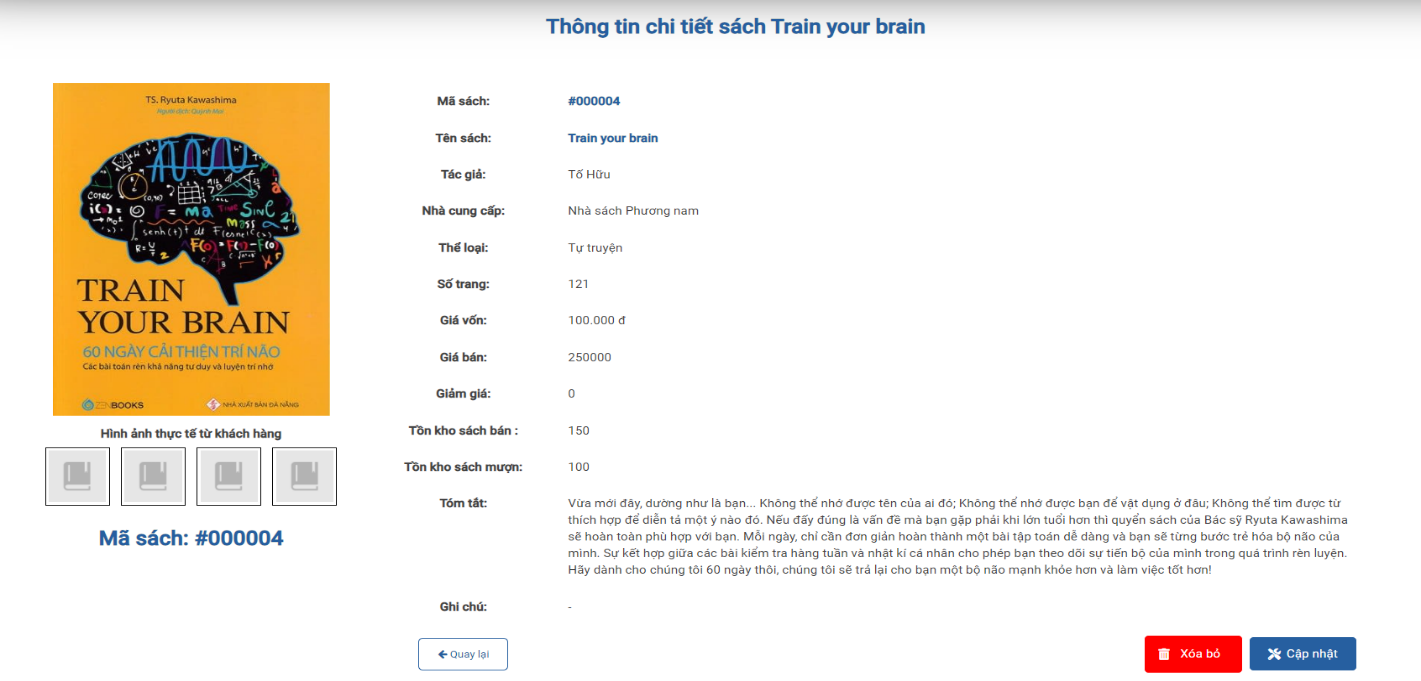 Thông tin chi tiết sách Train your brain
TS. Ryuta Kawashima
Người dịch: Quỳnh Mai
TRAIN
YOUR BRAIN
60 NGÀY CẢI THIỆN TRÍ NÃO
Các bài toán rèn khả năng tư duy và luyện trí nhớ
ZENBOOKS
NHÀ XUẤT BẢN ĐÀ NẴNG
Hình ảnh thực tế từ khách hàng
Mã sách: #000004
Mã sách: #000004
Tên sách: Train your brain
Tác giả: Tố Hữu
Nhà cung cấp: Nhà sách Phương nam
Thể loại: Tự truyện
Số trang: 121
Giá vốn: 100.000 đ
Giá bán: 250000
Giảm giá: 0
Tồn kho sách bán : 150
Tồn kho sách mượn: 100
Tóm tắt: Vừa mới đây, dường như là bạn... Không thể nhớ được tên của ai đó; Không thể nhớ được bạn để vật dụng ở đâu; Không thể tìm được từ
thích hợp để diễn tả một ý nào đó. Nếu đấy đúng là vấn đề mà bạn gặp phải khi lớn tuổi hơn thì quyển sách của Bác sỹ Ryuta Kawashima
sẽ hoàn toàn phù hợp với bạn. Mỗi ngày, chỉ cần đơn giản hoàn thành một bài tập toán dễ dàng và bạn sẽ từng bước trẻ hóa bộ não của
mình. Sự kết hợp giữa các bài kiểm tra hàng tuần và nhật kí cá nhân cho phép bạn theo dõi sự tiến bộ của mình trong quá trình rèn luyện.
Hãy dành cho chúng tôi 60 ngày thôi, chúng tôi sẽ trả lại cho bạn một bộ não mạnh khỏe hơn và làm việc tốt hơn!
Ghi chú: -
Quay lại
Xóa bỏ
Cập nhật